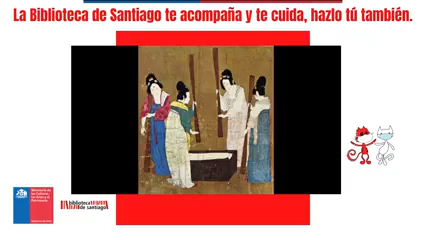 La Biblioteca de Santiago te acompaña y te cuida, hazlo tú también.
biblioteca
de santiago